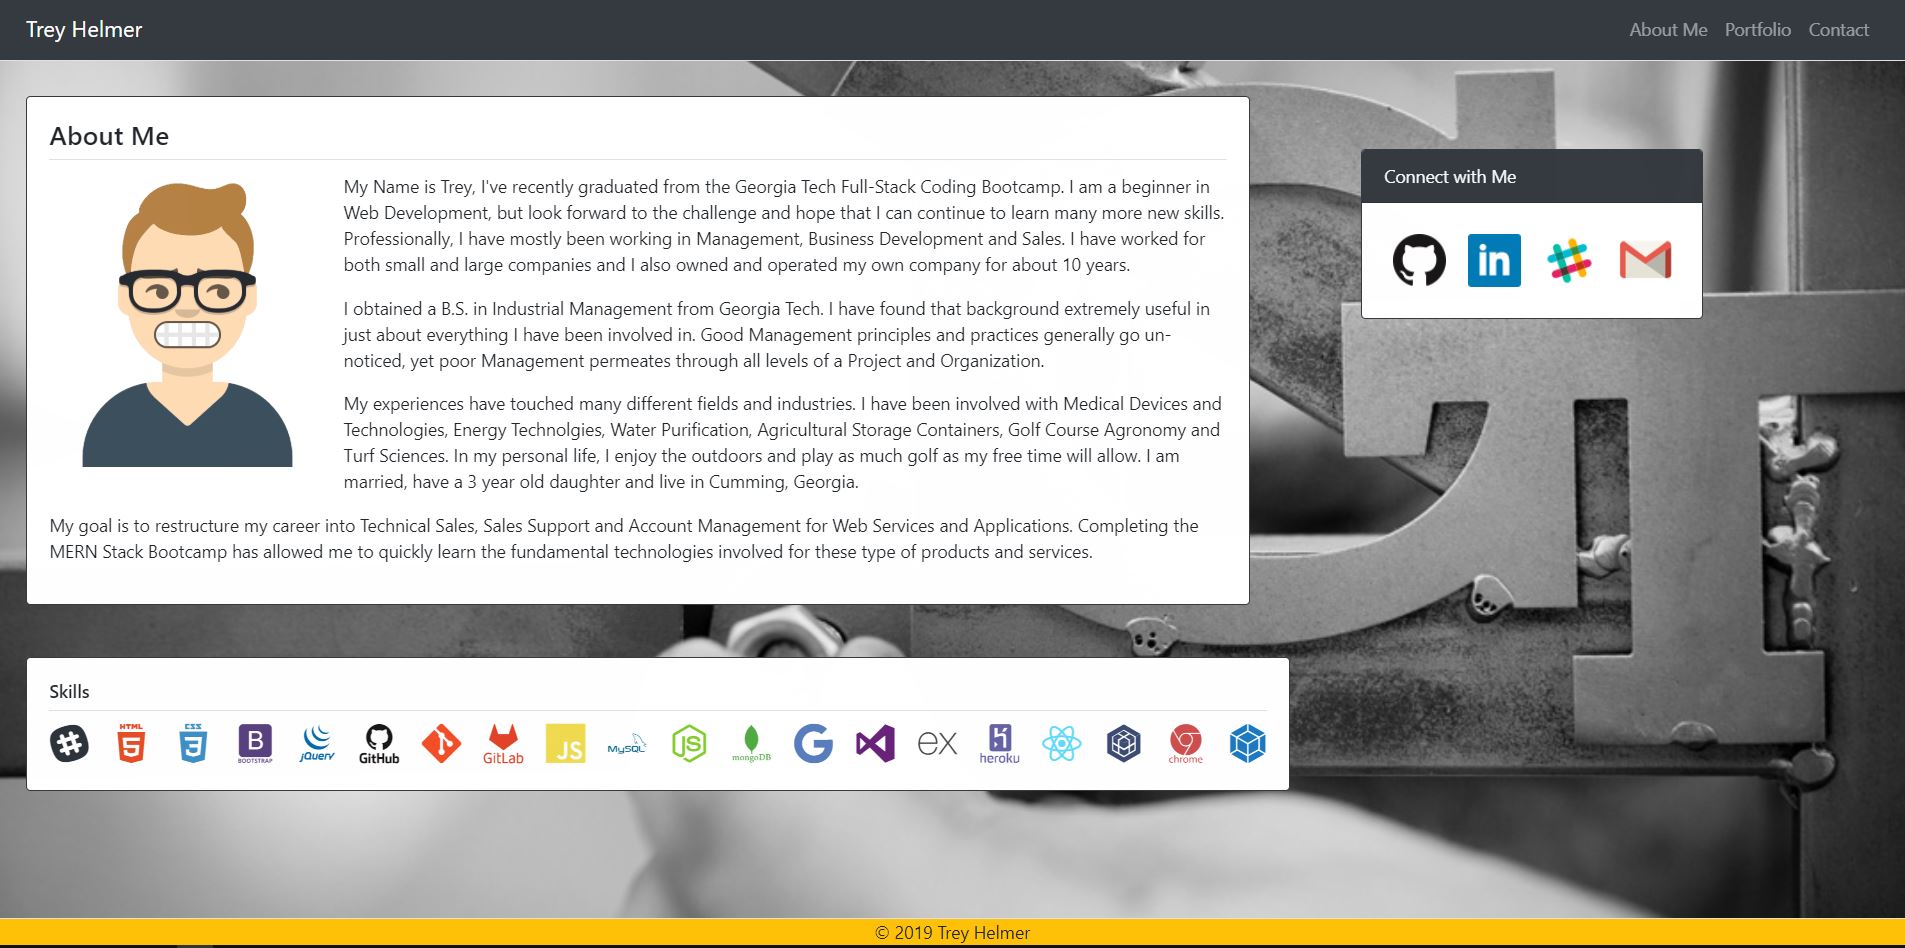 Trey Helmer
About Me Portfolio Contact
About Me
My Name is Trey, I've recently graduated from the Georgia Tech Full-Stack Coding Bootcamp. I am a beginner in
Web Development, but look forward to the challenge and hope that I can continue to learn many more new skills.
Professionally, I have mostly been working in Management, Business Development and Sales. I have worked for
both small and large companies and I also owned and operated my own company for about 10 years.
I obtained a B.S. in Industrial Management from Georgia Tech. I have found that background extremely useful in
just about everything I have been involved in. Good Management principles and practices generally go un-
noticed, yet poor Management permeates through all levels of a Project and Organization.
My experiences have touched many different fields and industries. I have been involved with Medical Devices and
Technologies, Energy Technolgies, Water Purification, Agricultural Storage Containers, Golf Course Agronomy and
Turf Sciences. In my personal life, I enjoy the outdoors and play as much golf as my free time will allow. I am
married, have a 3 year old daughter and live in Cumming, Georgia.
My goal is to restructure my career into Technical Sales, Sales Support and Account Management for Web Services and Applications. Completing the
MERN Stack Bootcamp has allowed me to quickly learn the fundamental technologies involved for these type of products and services.
Connect with Me
in
GT
Skills
HTML 5 CSS 3 B BOOTSTRAP jQuery GitHub GitLab JS MySQL JS mongoDB G ex heroku chrome
© 2019 Trey Helmer